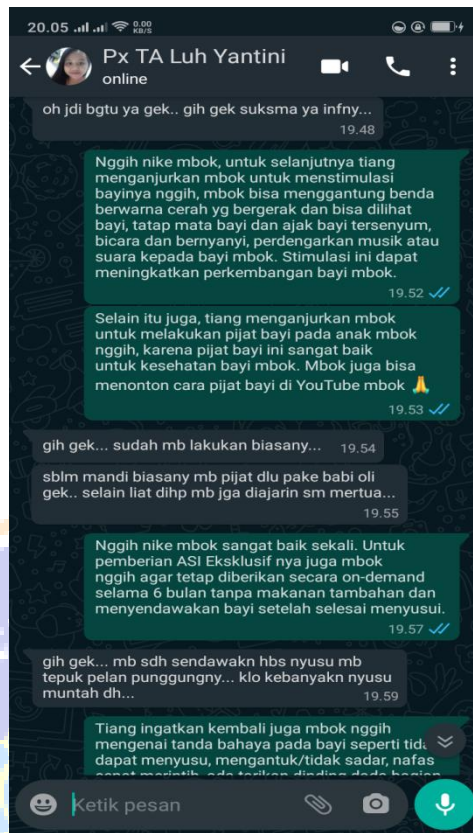 20.05
0.00
KB/S
Px TA Luh Yantini
online
oh jdi bgtu ya gek.. gih gek suksma ya infny...
19.48
Nggih nike mbok, untuk selanjutnya tiang
menganjurkan mbok untuk menstimulasi
bayinya nggih, mbok bisa menggantung benda
berwarna cerah yg bergerak dan bisa dilihat
bayi, tatap mata bayi dan ajak bayi tersenyum,
bicara dan bernyanyi, perdengarkan musik atau
suara kepada bayi mbok. Stimulasi ini dapat
meningkatkan perkembangan bayi mbok.
19.52
Selain itu juga, tiang menganjurkan mbok
untuk melakukan pijat bayi pada anak mbok
nggih, karena pijat bayi ini sangat baik
untuk kesehatan bayi mbok. Mbok juga bisa
menonton cara pijat bayi di YouTube mbok 🙏
19.53
gih gek... sudah mb lakukan biasany... 19.54
sblm mandi biasany mb pijat dlu pake babi oli
gek.. selain liat dihp mb jga diajarin sm mertua...
19.55
Nggih nike mbok sangat baik sekali. Untuk
pemberian ASI Eksklusif nya juga mbok
nggih agar tetap diberikan secara on-demand
selama 6 bulan tanpa makanan tambahan dan
menyendawakan bayi setelah selesai menyusui.
19.57
gih gek... mb sdh sendawakn hbs nyusu mb
tepuk pelan punggungny... klo kebanyakn nyusu
muntah dh... 19.59
Tiang ingatkan kembali juga mbok nggih
mengenai tanda bahaya pada bayi seperti
dapat menyusu, mengantuk/tidak sadar, nafas
Ketik pesan